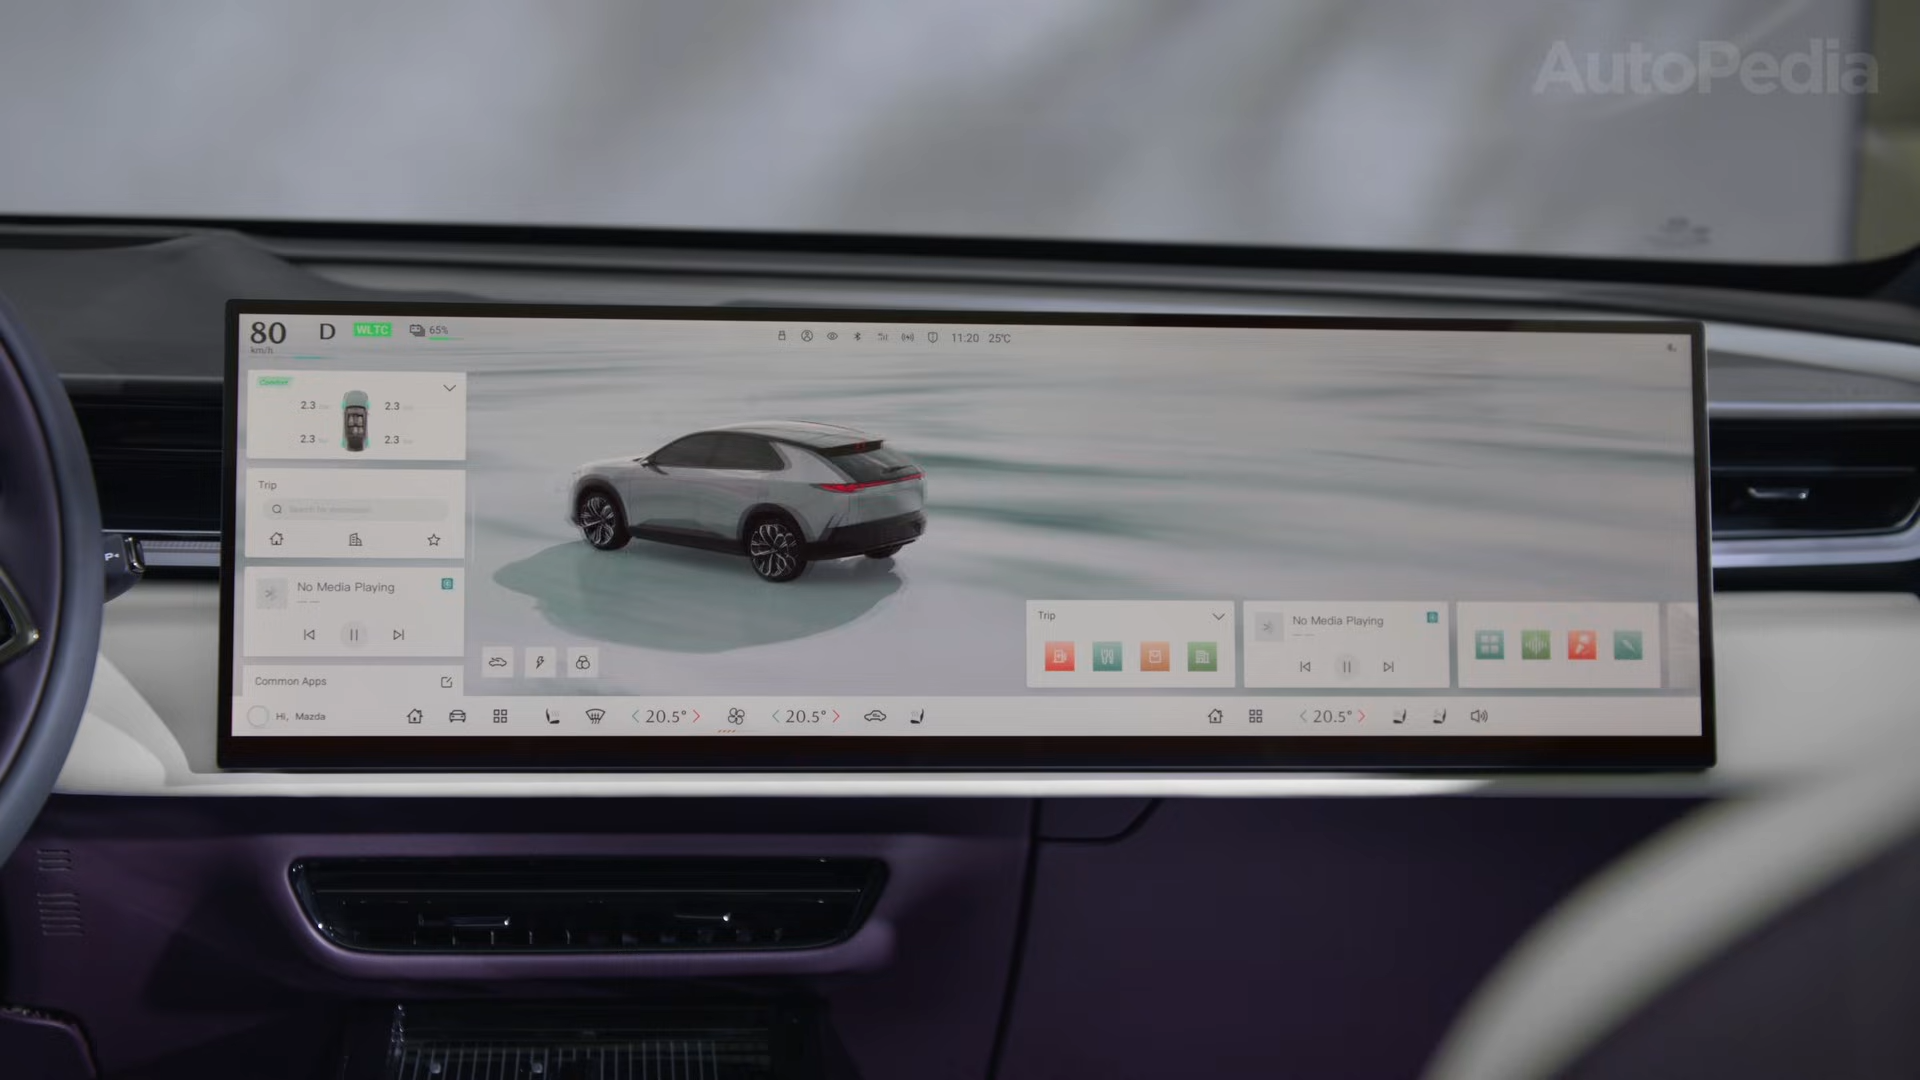 AutoPedia
80 D WLTC 65%
km/h
11:20 25°C
Comfort
2.3 2.3
2.3 2.3
Trip
No Media Playing
Common Apps
Trip
No Media Playing
Hi, Mazda
20.5° 20.5° 20.5°